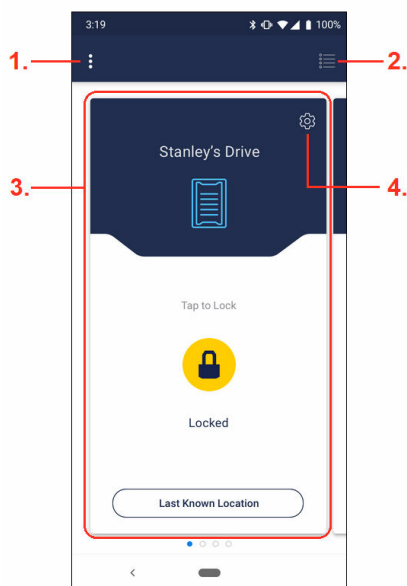 3:19
100%
1.
2.
3.
Stanley's Drive
4.
Tap to Lock
Locked
Last Known Location